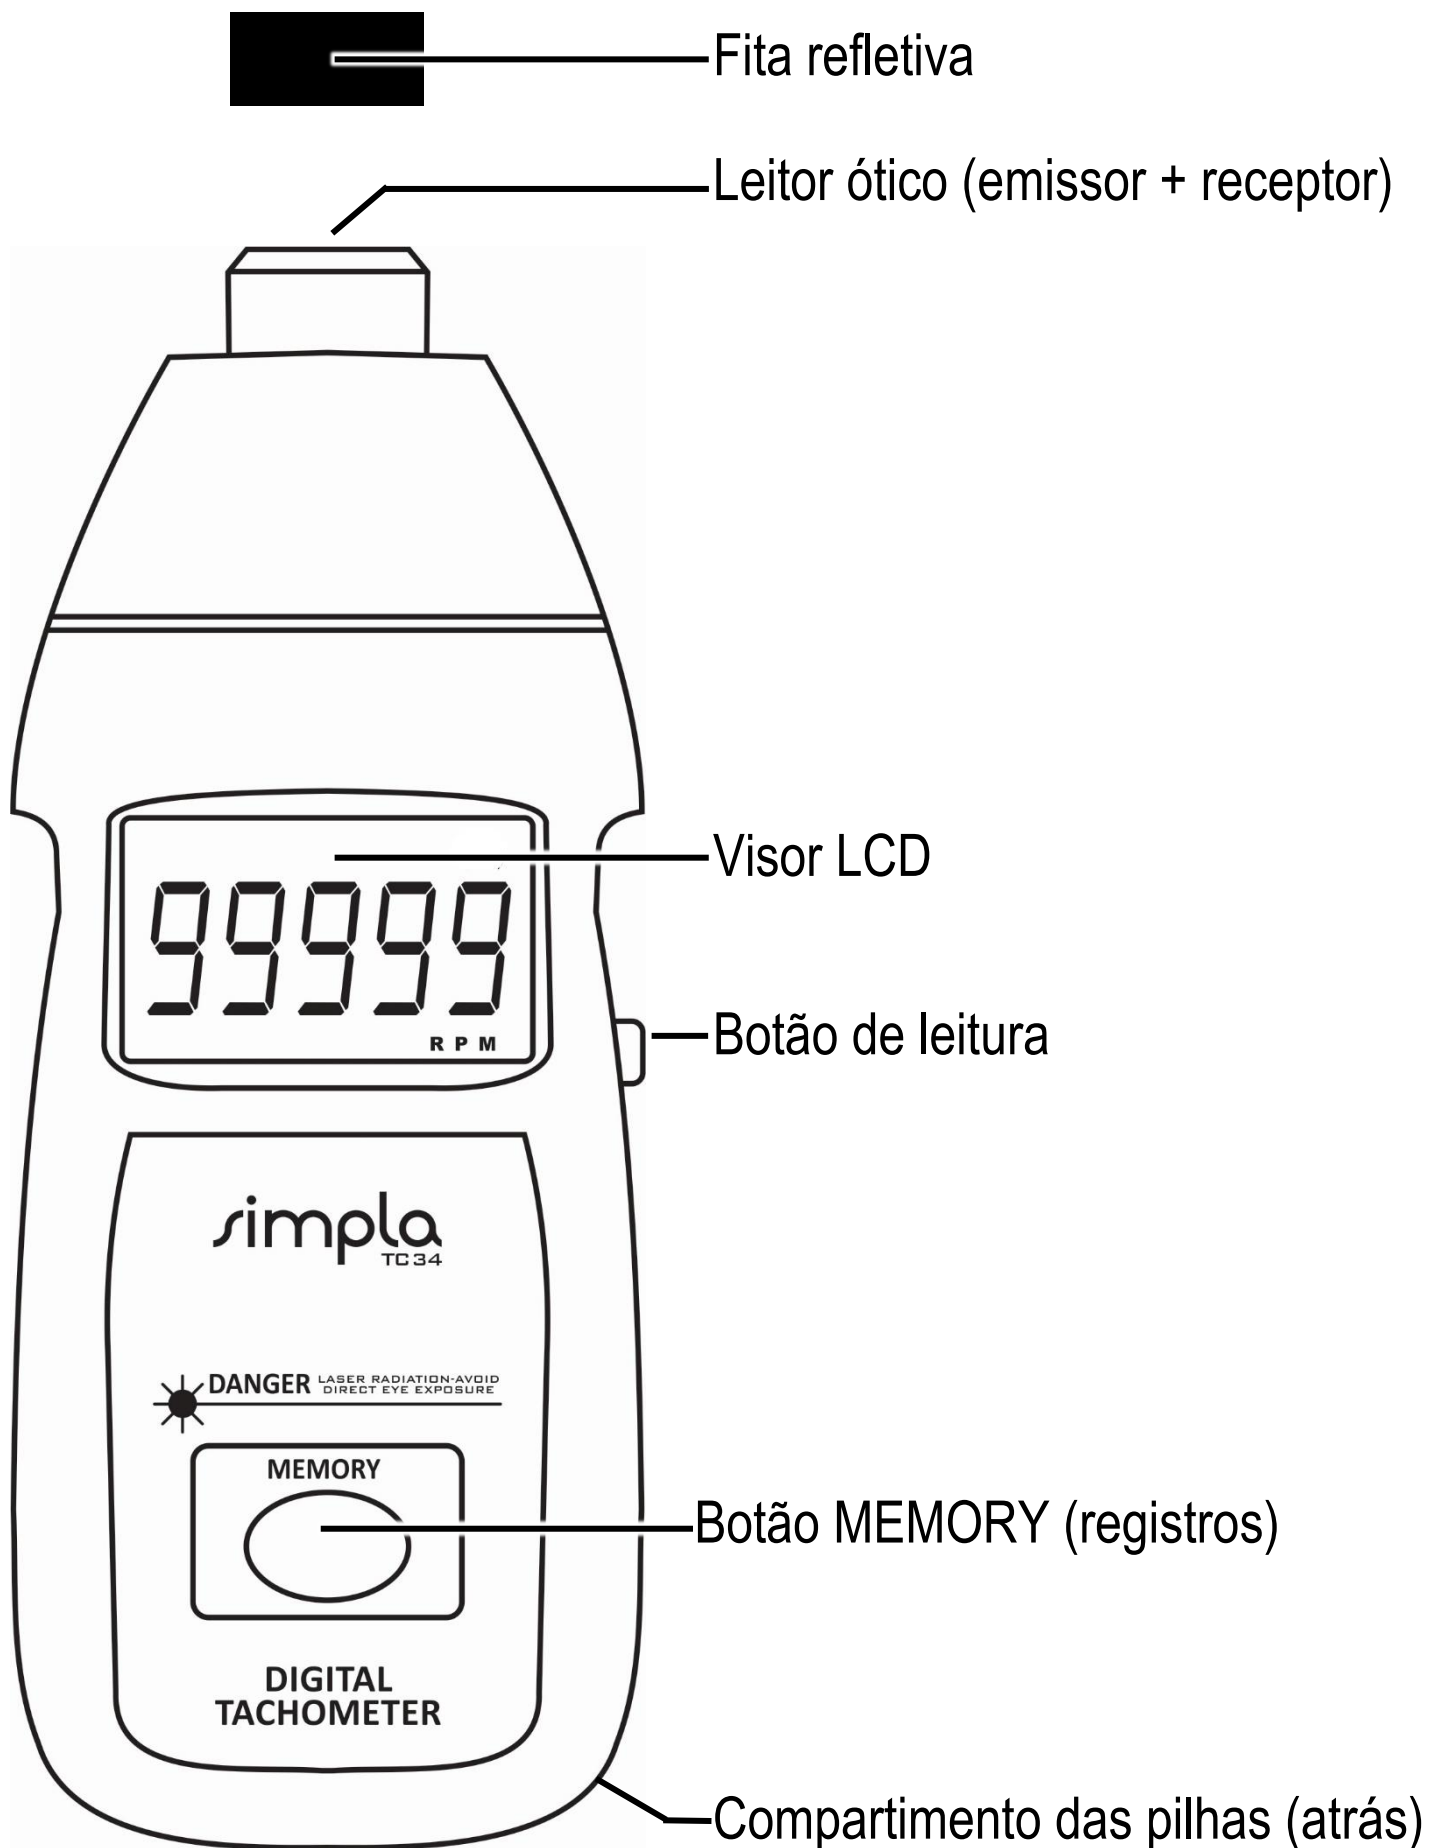 Fita refletiva
Leitor ótico (emissor + receptor)
Visor LCD
99999
RPM
Botão de leitura
simpla
TC34
DANGER LASER RADIATION-AVOID
DIRECT EYE EXPOSURE
MEMORY
Botão MEMORY (registros)
DIGITAL
TACHOMETER
Compartimento das pilhas (atrás)